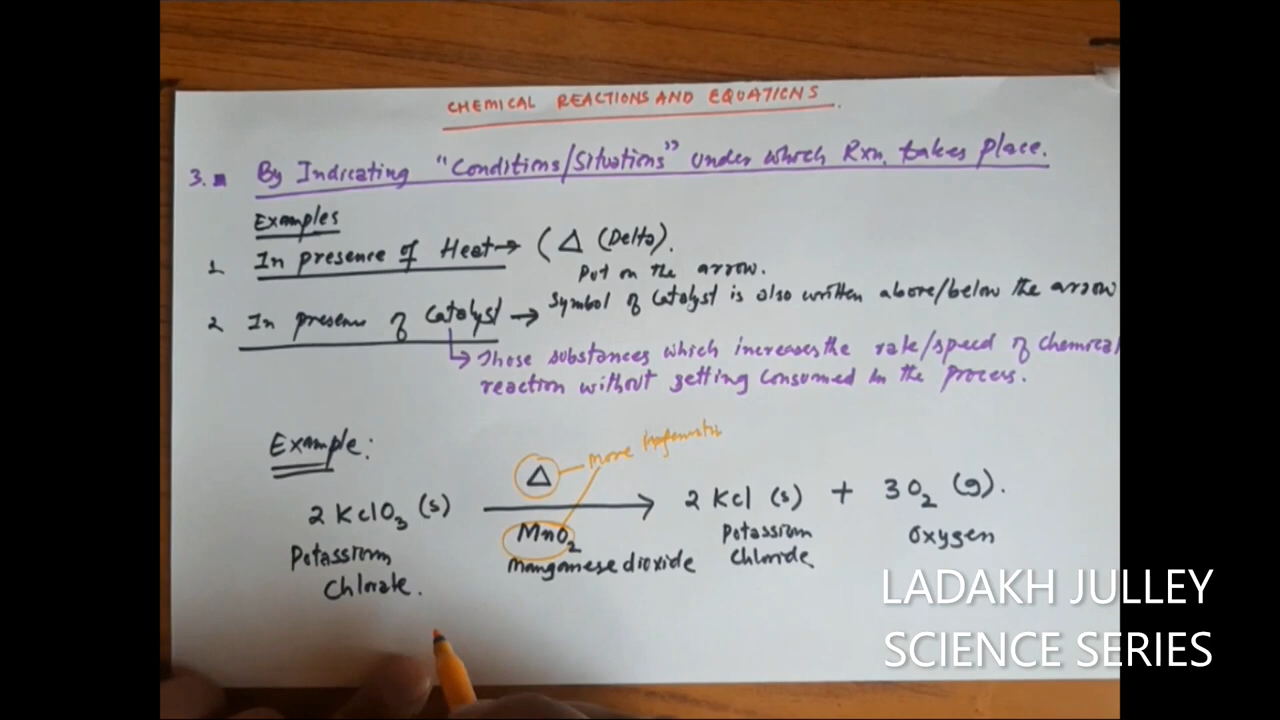 CHEMICAL REACTIONS AND EQUATIONS.
3. By Indicating "Conditions/Situations" under which Rxn. takes place.
Examples
1. In presence of Heat → ( Δ (Delta).
Put on the arrow.
2. In presence of Catalyst → Symbol of Catalyst is also written above/below the arrow
↳ Those substances which increases the rate/speed of chemical
reaction without getting consumed in the process.
Example:
Δ — more
2 KClO₃ (s) → 2 KCl (s) + 3O₂ (g).
MnO₂
Potassium Chlorate.
manganese dioxide
Potassium Chloride
Oxygen
LADAKH JULLEY
SCIENCE SERIES